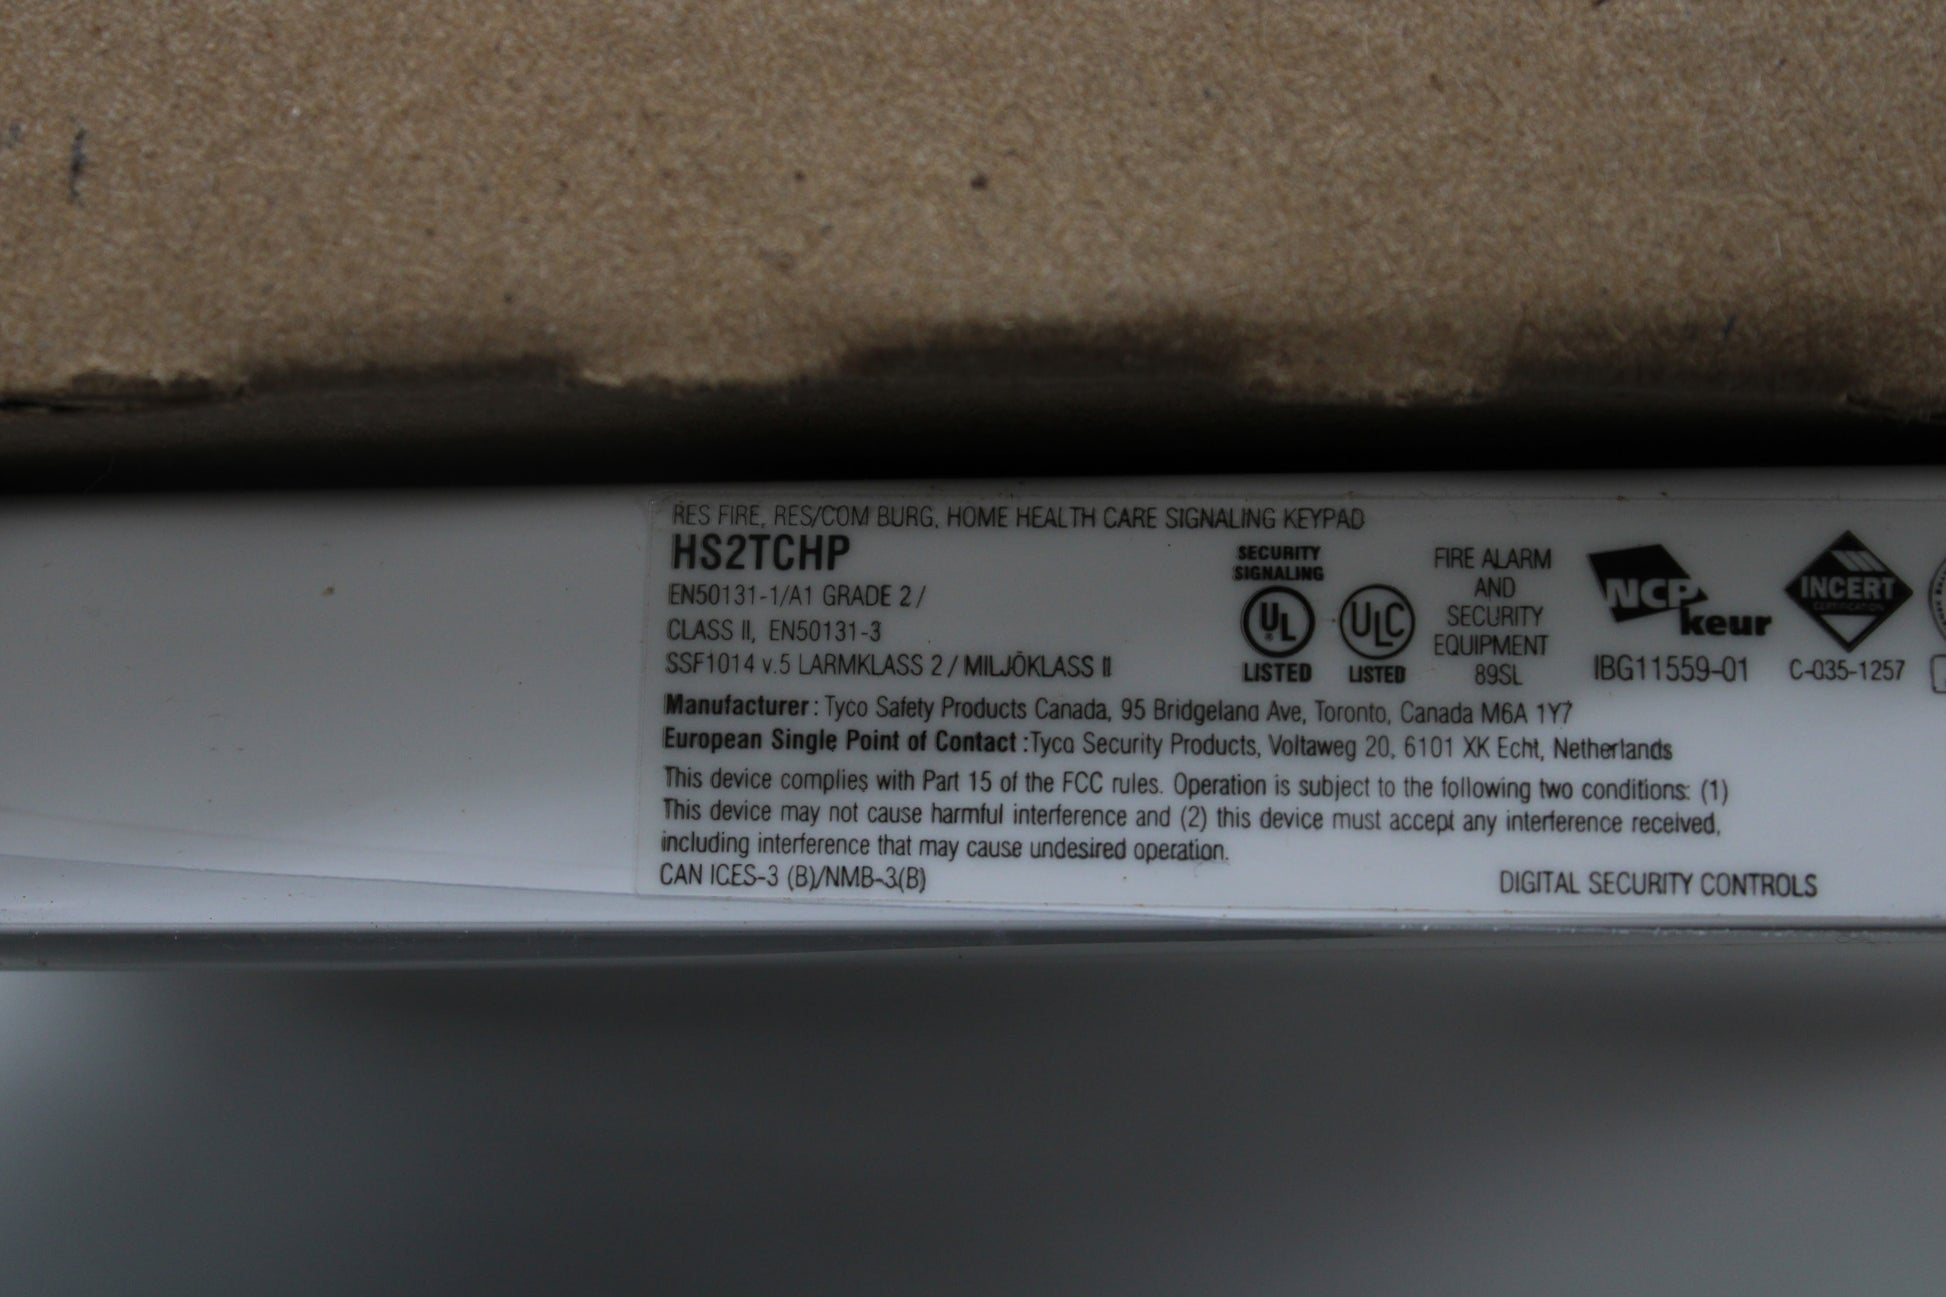 RES FIRE, RES/COM BURG, HOME HEALTH CARE SIGNALING KEYPAD
HS2TCHP
EN50131-1/A1 GRADE 2 /
CLASS II, EN50131-3
SSF1014 v.5 LARMKLASS 2 / MILJÖKLASS II
SECURITY
SIGNALING
UL
®
LISTED
ULC
LISTED
FIRE ALARM
AND
SECURITY
EQUIPMENT
89SL
NCP
keur
IBG11559-01
INCERT
CERTIFICATION
C-035-1257
Manufacturer : Tyco Safety Products Canada, 95 Bridgeland Ave, Toronto, Canada M6A 1Y7
European Single Point of Contact :Tyco Security Products, Voltaweg 20, 6101 XK Echt, Netherlands
This device complies with Part 15 of the FCC rules. Operation is subject to the following two conditions: (1)
This device may not cause harmful interference and (2) this device must accept any interference received,
including interference that may cause undesired operation.
CAN ICES-3 (B)/NMB-3(B)
DIGITAL SECURITY CONTROLS